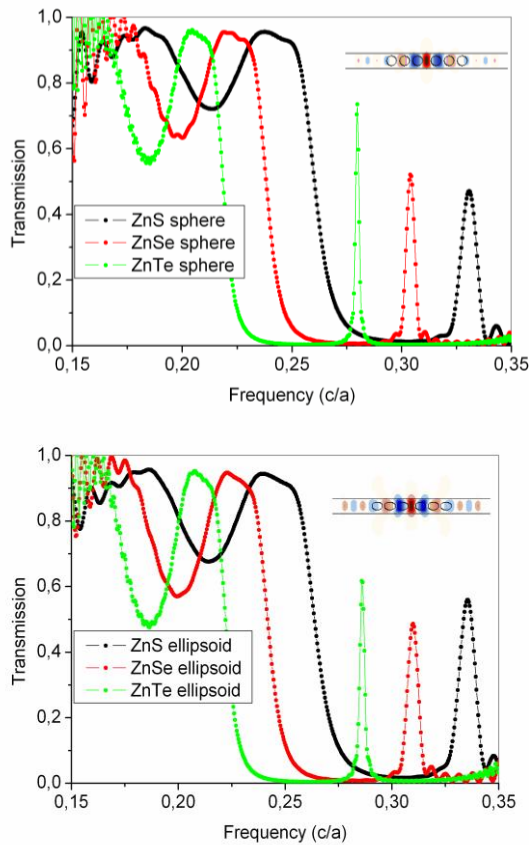 1,0
0,8
0,6
0,4
0,2
0,0
Transmission
ZnS sphere
ZnSe sphere
ZnTe sphere
0,15 0,20 0,25 0,30 0,35
Frequency (c/a)
1,0
0,8
0,6
0,4
0,2
0,0
Transmission
ZnS ellipsoid
ZnSe ellipsoid
ZnTe ellipsoid
0,15 0,20 0,25 0,30 0,35
Frequency (c/a)